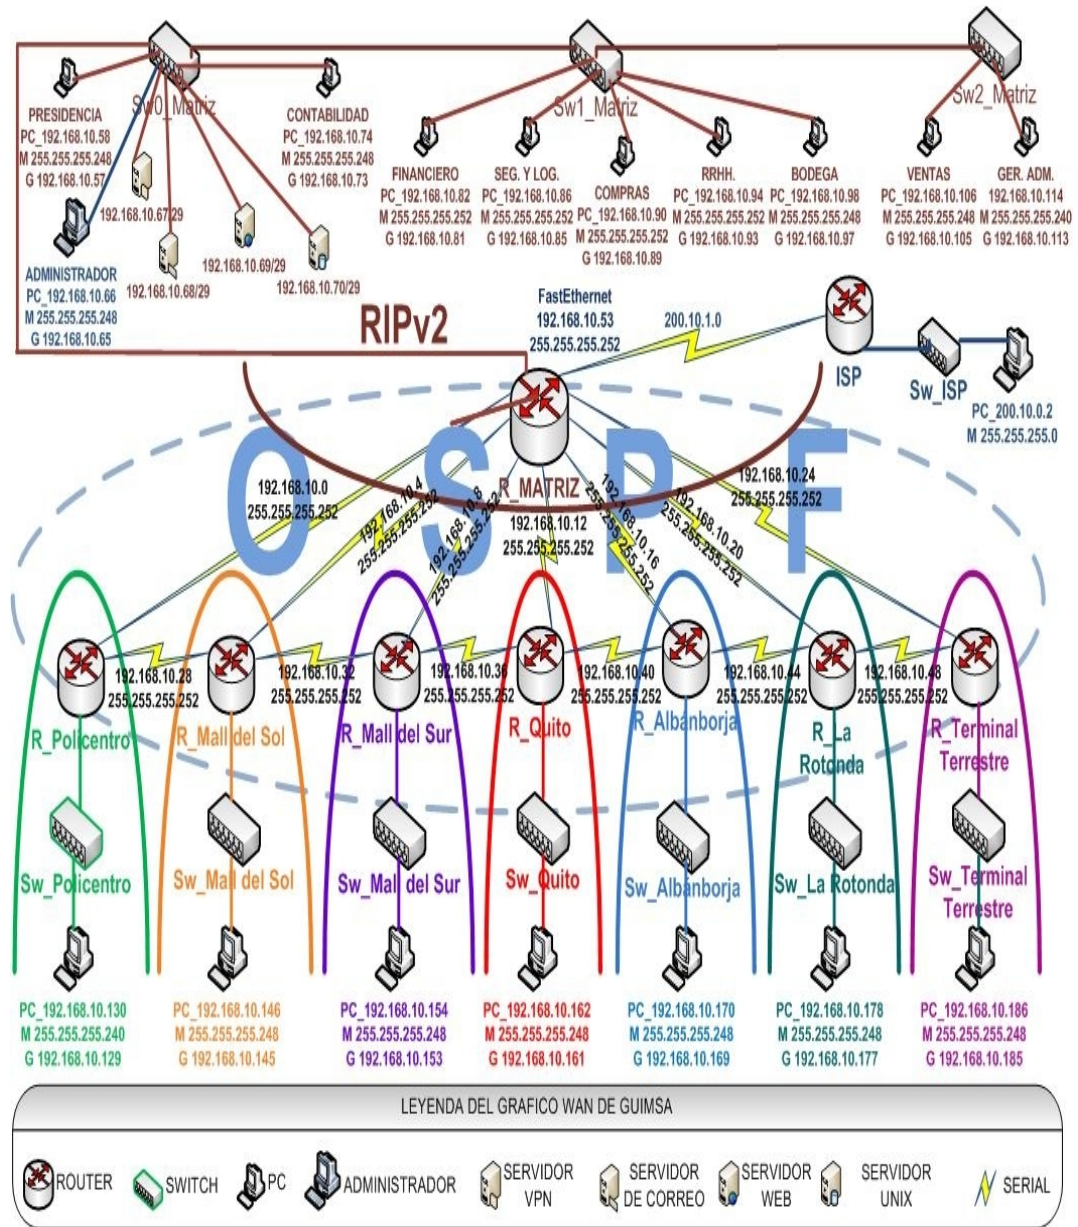 Sw0_Matriz
Sw1_Matriz
Sw2_Matriz
PRESIDENCIA
PC_192.168.10.58
M 255.255.255.248
G 192.168.10.57
CONTABILIDAD
PC_192.168.10.74
M 255.255.255.248
G 192.168.10.73
FINANCIERO
PC_192.168.10.82
M 255.255.255.252
G 192.168.10.81
SEG. Y LOG.
PC_192.168.10.86
M 255.255.255.252
G 192.168.10.85
COMPRAS
PC_192.168.10.90
M 255.255.255.252
G 192.168.10.89
RRHH.
PC_192.168.10.94
M 255.255.255.252
G 192.168.10.93
BODEGA
PC_192.168.10.98
M 255.255.255.248
G 192.168.10.97
VENTAS
PC_192.168.10.106
M 255.255.255.248
G 192.168.10.105
GER. ADM.
192.168.10.114
M 255.255.255.240
G 192.168.10.113
192.168.10.67/29
192.168.10.68/29
192.168.10.69/29
192.168.10.70/29
ADMINISTRADOR
PC_192.168.10.66
M 255.255.255.248
G 192.168.10.65
RIPv2
FastEthernet
192.168.10.53
255.255.255.252
200.10.1.0
ISP
Sw_ISP
PC_200.10.0.2
M 255.255.255.0
OSPF
R_MATRIZ
192.168.10.0
255.255.255.252
192.168.10.4
255.255.255.252
192.168.10.8
255.255.255.252
192.168.10.12
255.255.255.252
192.168.10.16
255.255.255.252
192.168.10.20
255.255.255.252
192.168.10.24
255.255.255.252
192.168.10.28
255.255.255.252
192.168.10.32
255.255.255.252
192.168.10.36
255.255.255.252
192.168.10.40
255.255.255.252
192.168.10.44
255.255.255.252
192.168.10.48
255.255.255.252
R_Policentro
R_Mall del Sol
R_Mall del Sur
R_Quito
R_Albánborja
R_La
Rotonda
R_Terminal
Terrestre
Sw_Policentro
Sw_Mall del Sol
Sw_Mall del Sur
Sw_Quito
Sw_Albánborja
Sw_La Rotonda
Sw_Terminal
Terrestre
PC_192.168.10.130
M 255.255.255.240
G 192.168.10.129
PC_192.168.10.146
M 255.255.255.248
G 192.168.10.145
PC_192.168.10.154
M 255.255.255.248
G 192.168.10.153
PC_192.168.10.162
M 255.255.255.248
G 192.168.10.161
PC_192.168.10.170
M 255.255.255.248
G 192.168.10.169
PC_192.168.10.178
M 255.255.255.248
G 192.168.10.177
PC_192.168.10.186
M 255.255.255.248
G 192.168.10.185
LEYENDA DEL GRAFICO WAN DE GUIMSA
ROUTER
SWITCH
PC
ADMINISTRADOR
SERVIDOR
VPN
SERVIDOR
DE CORREO
SERVIDOR
WEB
SERVIDOR
UNIX
SERIAL